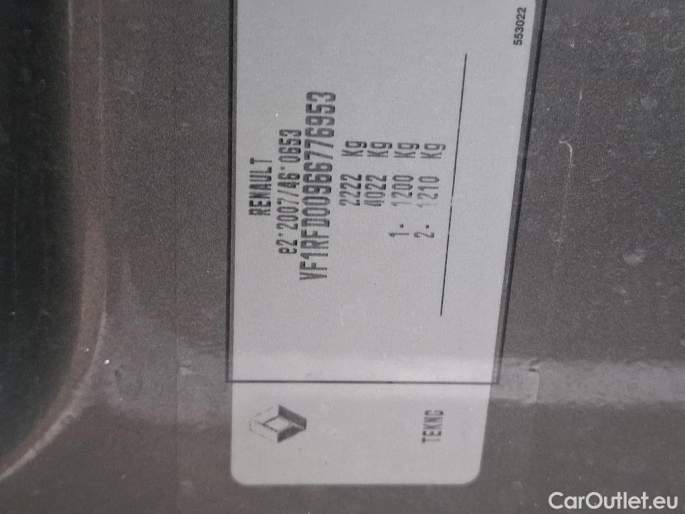 RENAULT
e2*2007/46*0653
VF1RFD00966776953
2222 Kg
4022 Kg
1- 1200 Kg
2- 1210 Kg
553022
TEKNG
CarOutlet.eu